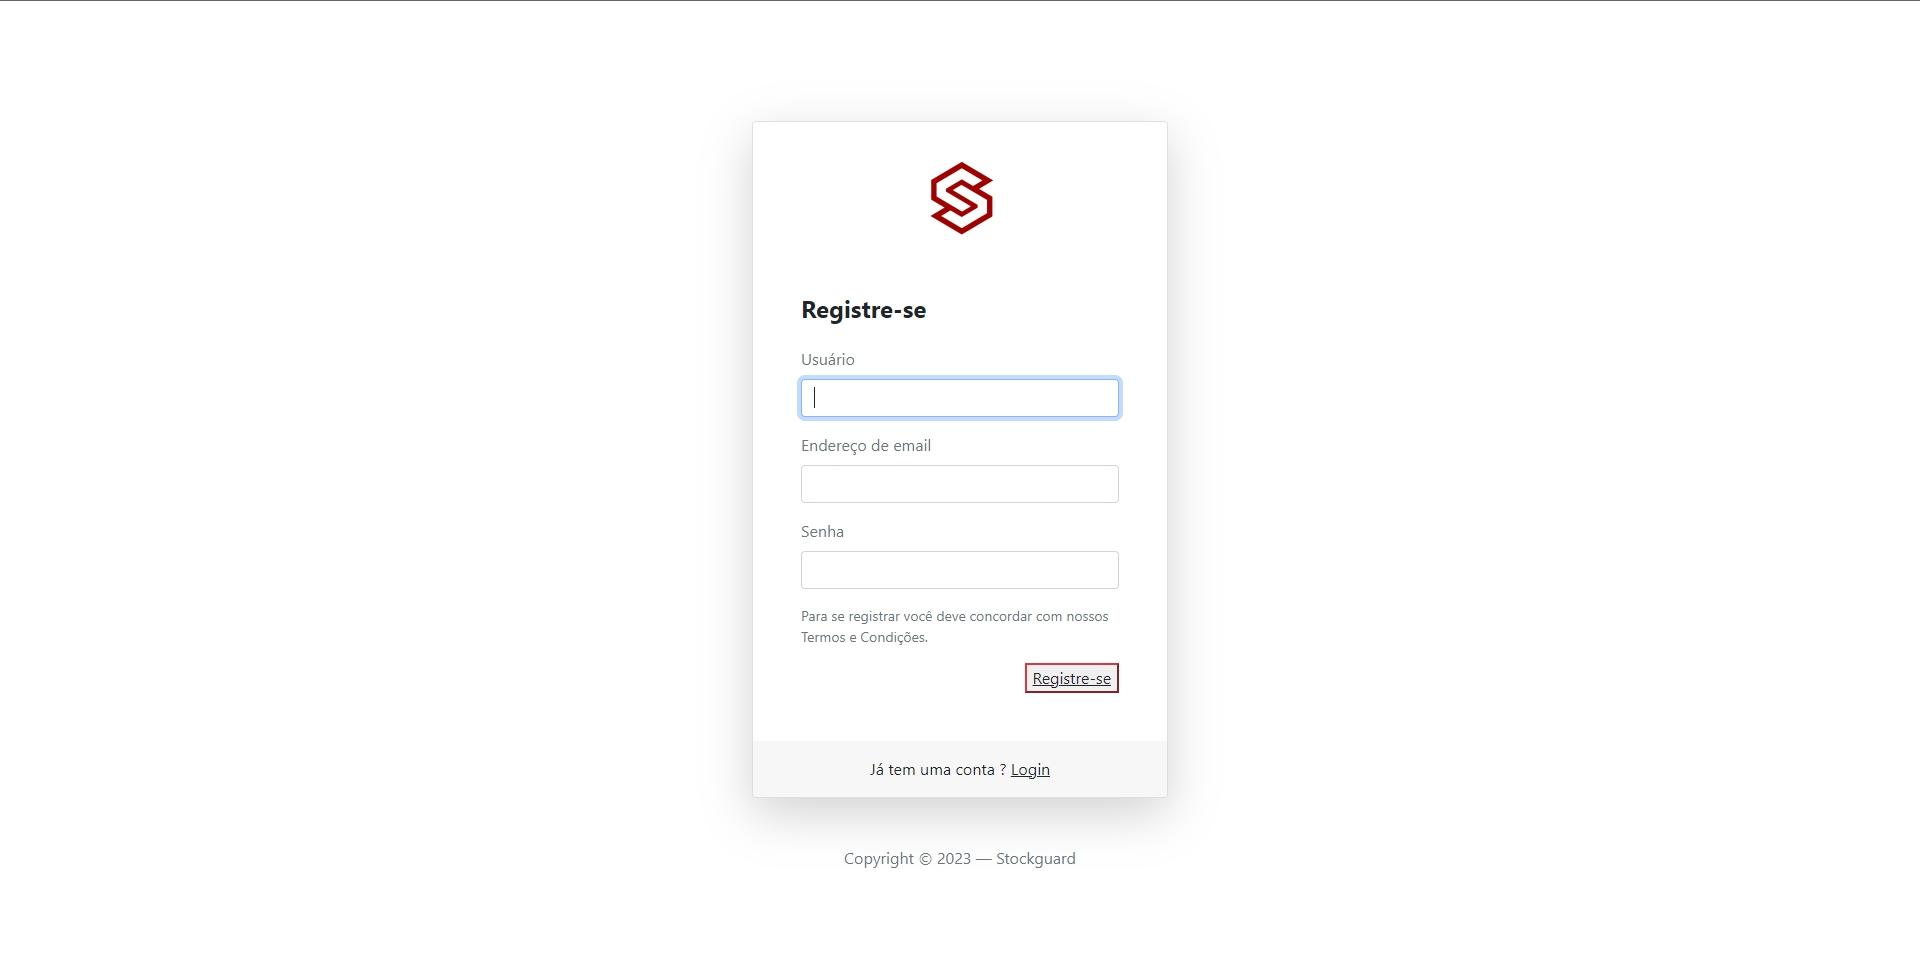 Registre-se
Usuário
Endereço de email
Senha
Para se registrar você deve concordar com nossos
Termos e Condições.
Registre-se
Já tem uma conta ? Login
Copyright © 2023 — Stockguard